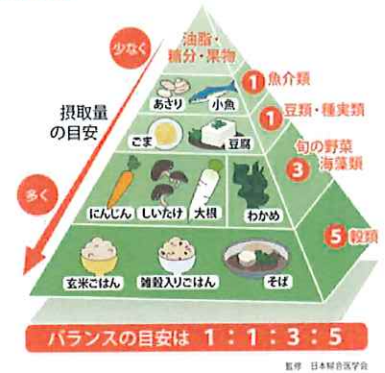 少なく
油脂・
糖分・果物
1 魚介類
あさり 小魚
摂取量
の目安
1 豆類・種実類
ごま 豆腐
旬の野菜
海藻類
3
多く
にんじん しいたけ 大根 わかめ
5 穀類
玄米ごはん 雑穀入りごはん そば
バランスの目安は 1:1:3:5
監修 日本綜合医学会